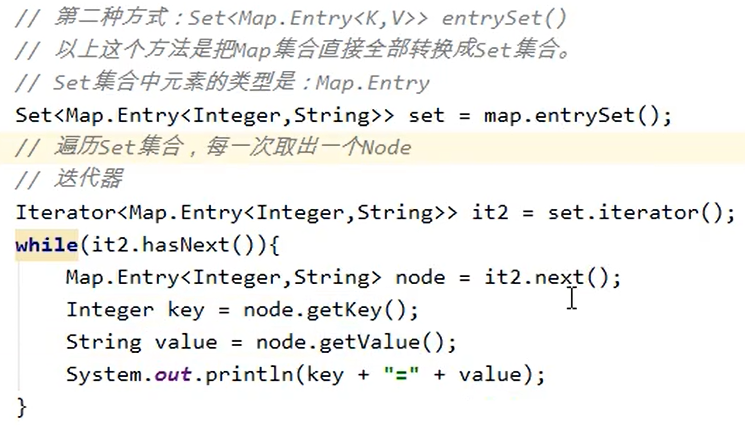 // 第二种方式：Set<Map.Entry<K,V>> entrySet()
// 以上这个方法是把Map集合直接全部转换成Set集合。
// Set集合中元素的类型是：Map.Entry
Set<Map.Entry<Integer,String>> set = map.entrySet();
// 遍历Set集合，每一次取出一个Node
// 迭代器
Iterator<Map.Entry<Integer,String>> it2 = set.iterator();
while(it2.hasNext()){
    Map.Entry<Integer,String> node = it2.next();
    Integer key = node.getKey();
    String value = node.getValue();
    System.out.println(key + "=" + value);
}